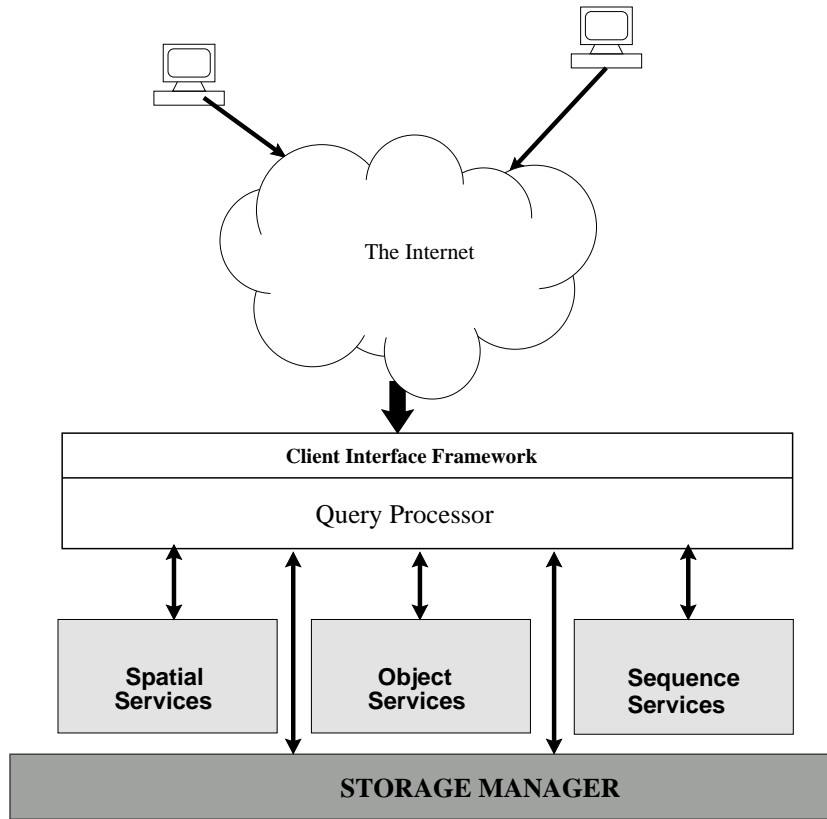 The Internet
Client Interface Framework
Query Processor
Spatial
Services
Object
Services
Sequence
Services
STORAGE MANAGER